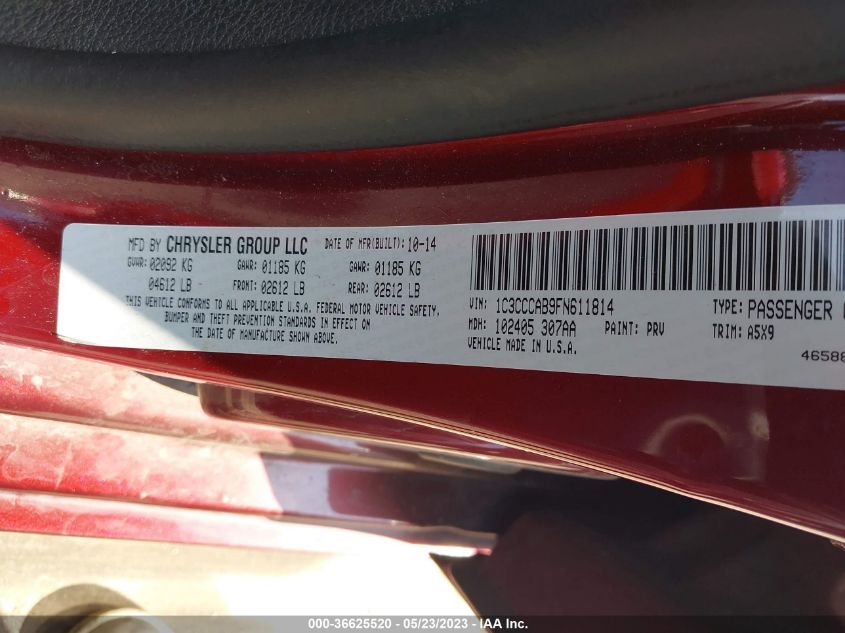 MFD BY CHRYSLER GROUP LLC DATE OF MFR(BUILT): 10-14
GVWR: 02092 KG GAWR: 01185 KG GAWR: 01185 KG
04612 LB FRONT: 02612 LB REAR: 02612 LB
THIS VEHICLE CONFORMS TO ALL APPLICABLE U.S.A. FEDERAL MOTOR VEHICLE SAFETY,
BUMPER AND THEFT PREVENTION STANDARDS IN EFFECT ON
THE DATE OF MANUFACTURE SHOWN ABOVE.
VIN: 1C3CCCAB9FN611814 TYPE: PASSENGER
MDH: 102405 307AA PAINT: PRV TRIM: A5X9
VEHICLE MADE IN U.S.A.
4658
000-36625520 - 05/23/2023 - © IAA Inc.